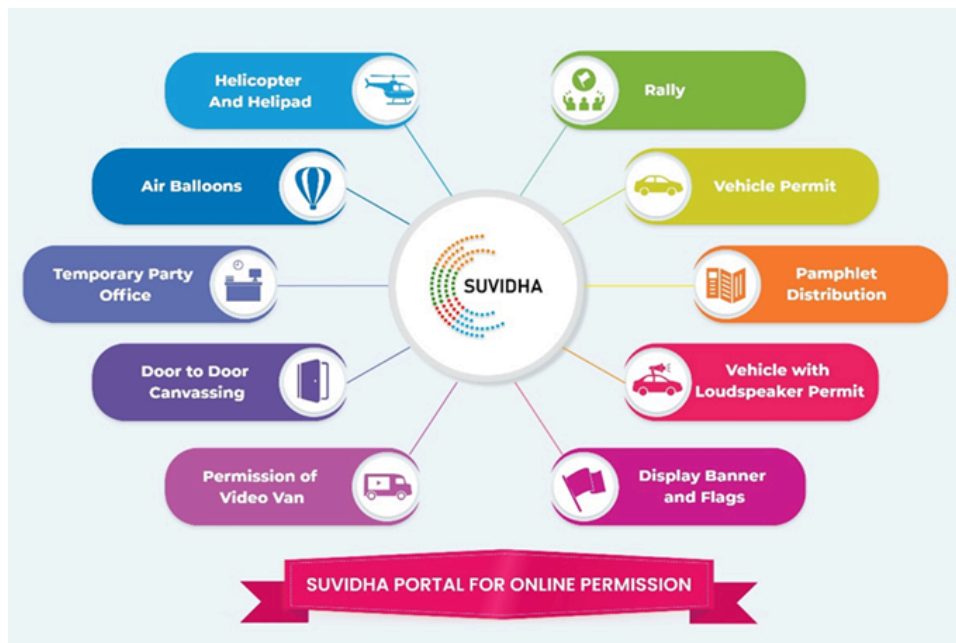 Helicopter
And Helipad
Rally
Air Balloons
Vehicle Permit
Temporary Party
Office
SUVIDHA
Pamphlet
Distribution
Door to Door
Canvassing
Vehicle with
Loudspeaker Permit
Permission of
Video Van
Display Banner
and Flags
SUVIDHA PORTAL FOR ONLINE PERMISSION